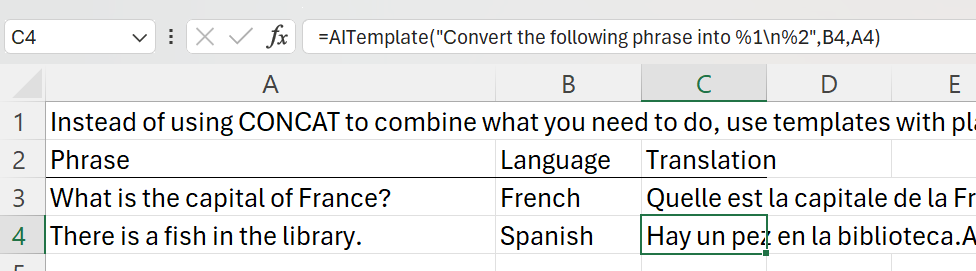 C4 fx =AITemplate("Convert the following phrase into %1\n%2",B4,A4)
A B C D E
1 Instead of using CONCAT to combine what you need to do, use templates with pla
2 Phrase Language Translation
3 What is the capital of France? French Quelle est la capitale de la Fr
4 There is a fish in the library. Spanish Hay un pez en la biblioteca.A